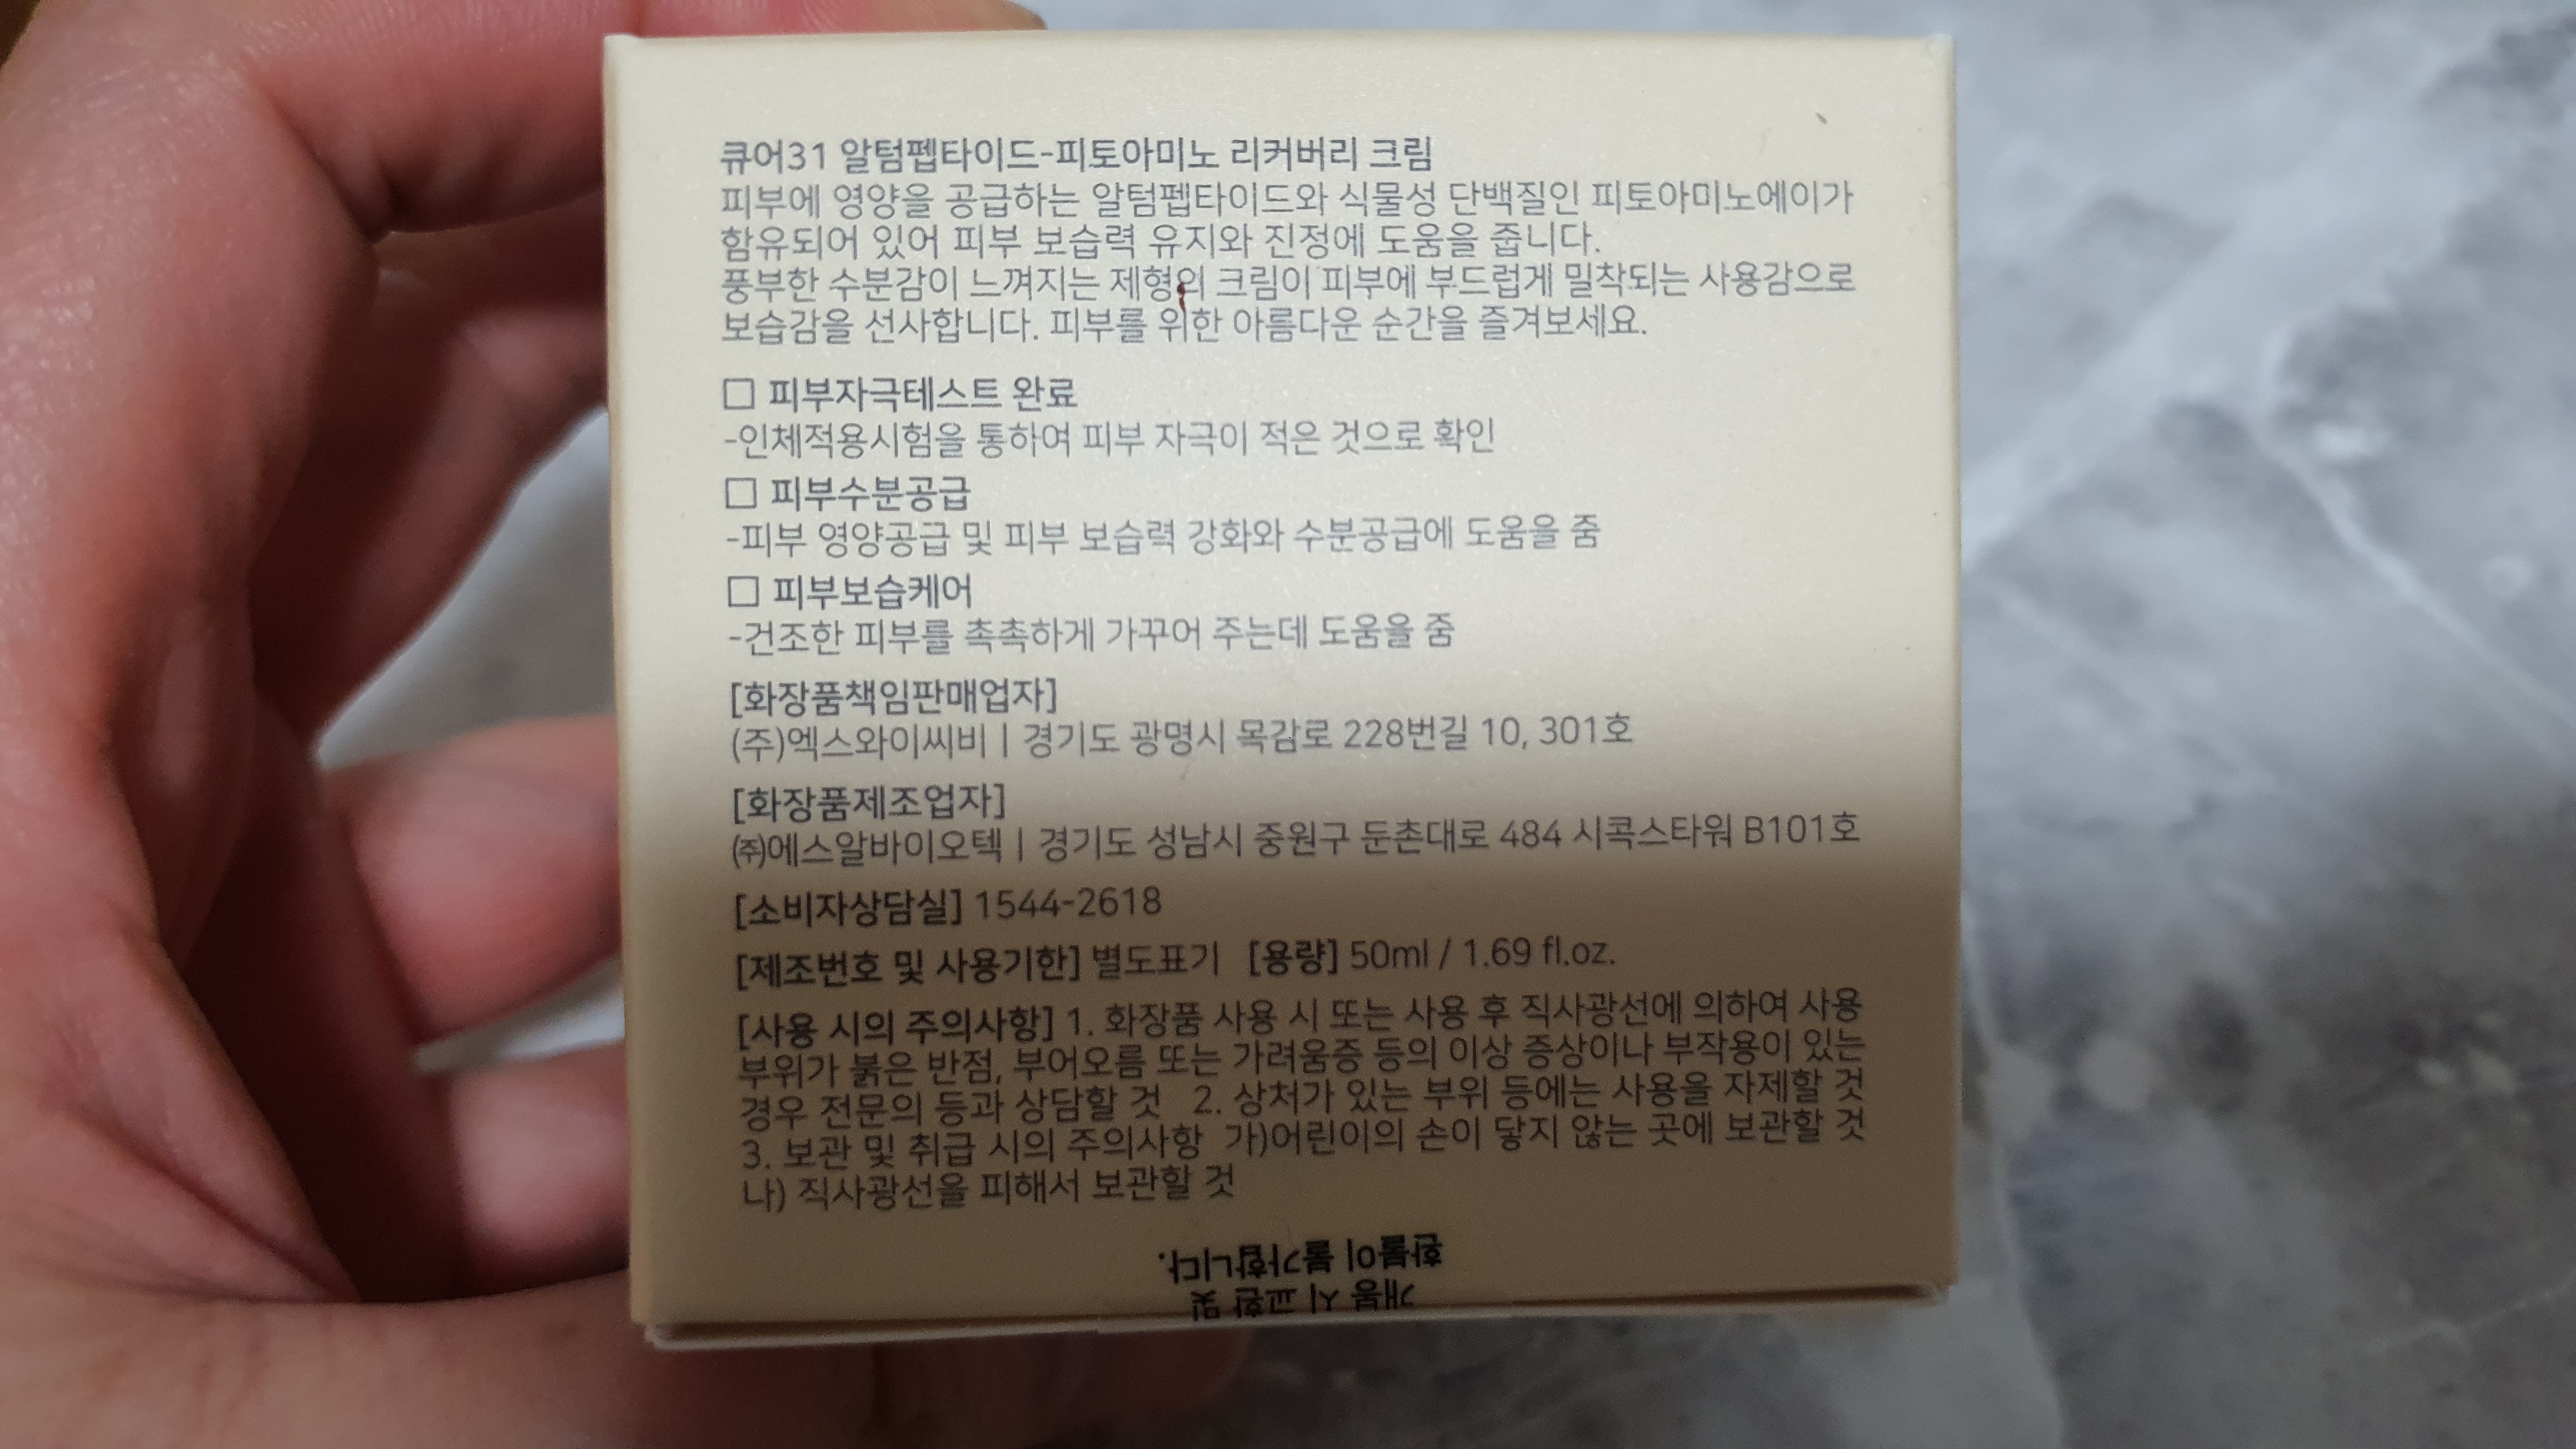 큐어31 알텀펩타이드-피토아미노 리커버리 크림
피부에 영양을 공급하는 알텀펩타이드와 식물성 단백질인 피토아미노에이가
함유되어 있어 피부 보습력 유지와 진정에 도움을 줍니다.
풍부한 수분감이 느껴지는 제형의 크림이 피부에 부드럽게 밀착되는 사용감으로
보습감을 선사합니다. 피부를 위한 아름다운 순간을 즐겨보세요.
□ 피부자극테스트 완료
-인체적용시험을 통하여 피부 자극이 적은 것으로 확인
□ 피부수분공급
-피부 영양공급 및 피부 보습력 강화와 수분공급에 도움을 줌
□ 피부보습케어
-건조한 피부를 촉촉하게 가꾸어 주는데 도움을 줌
[화장품책임판매업자]
(주)엑스와이씨비 | 경기도 광명시 목감로 228번길 10, 301호
[화장품제조업자]
㈜에스알바이오텍 | 경기도 성남시 중원구 둔촌대로 484 시콕스타워 B101호
[소비자상담실] 1544-2618
[제조번호 및 사용기한] 별도표기 [용량] 50ml / 1.69 fl.oz.
[사용 시의 주의사항] 1. 화장품 사용 시 또는 사용 후 직사광선에 의하여 사용
부위가 붉은 반점, 부어오름 또는 가려움증 등의 이상 증상이나 부작용이 있는
경우 전문의 등과 상담할 것 2. 상처가 있는 부위 등에는 사용을 자제할 것
3. 보관 및 취급 시의 주의사항 가)어린이의 손이 닿지 않는 곳에 보관할 것
나) 직사광선을 피해서 보관할 것
개봉 시 교환 및
환불이 불가합니다.